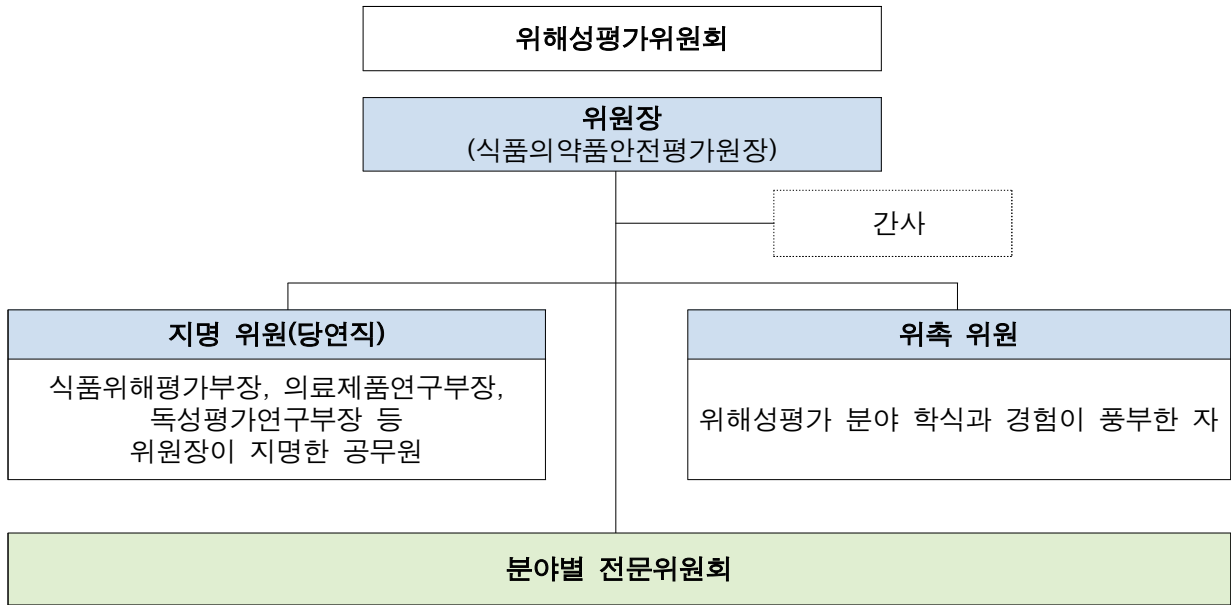 위해성평가위원회
위원장
(식품의약품안전평가원장)
간사
지명 위원(당연직)
식품위해평가부장, 의료제품연구부장,
독성평가연구부장 등
위원장이 지명한 공무원
위촉 위원
위해성평가 분야 학식과 경험이 풍부한 자
분야별 전문위원회